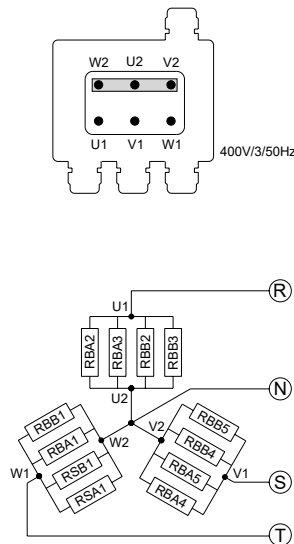 W2 U2 V2
U1 V1 W1
400V/3/50Hz
U1
R
RBA2 RBA3 RBB2 RBB3
U2
N
RBB1
RBA1
RSB1
RSA1
W2
W1
V2
RBB5
RBB4
RBA5
RBA4
V1
S
T